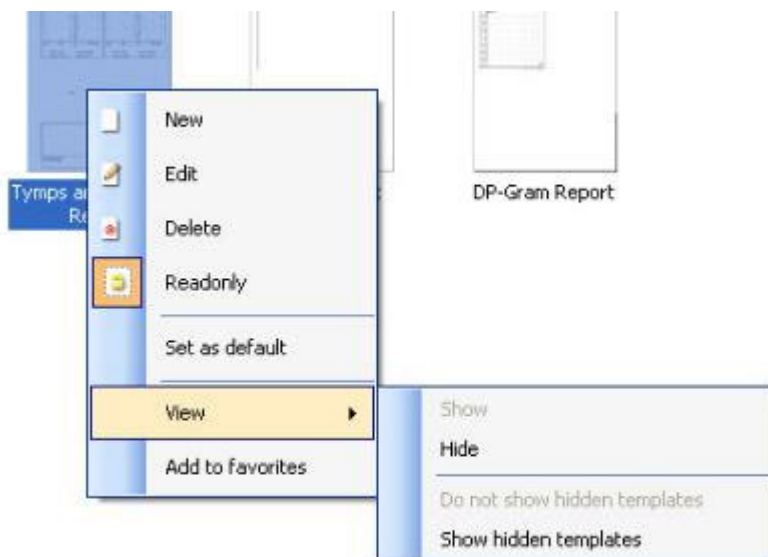 New
Edit
Tymps
DP-Gram Report
Delete
Readonly
Set as default
View
Show
Hide
Add to favorites
Do not show hidden templates
Show hidden templates